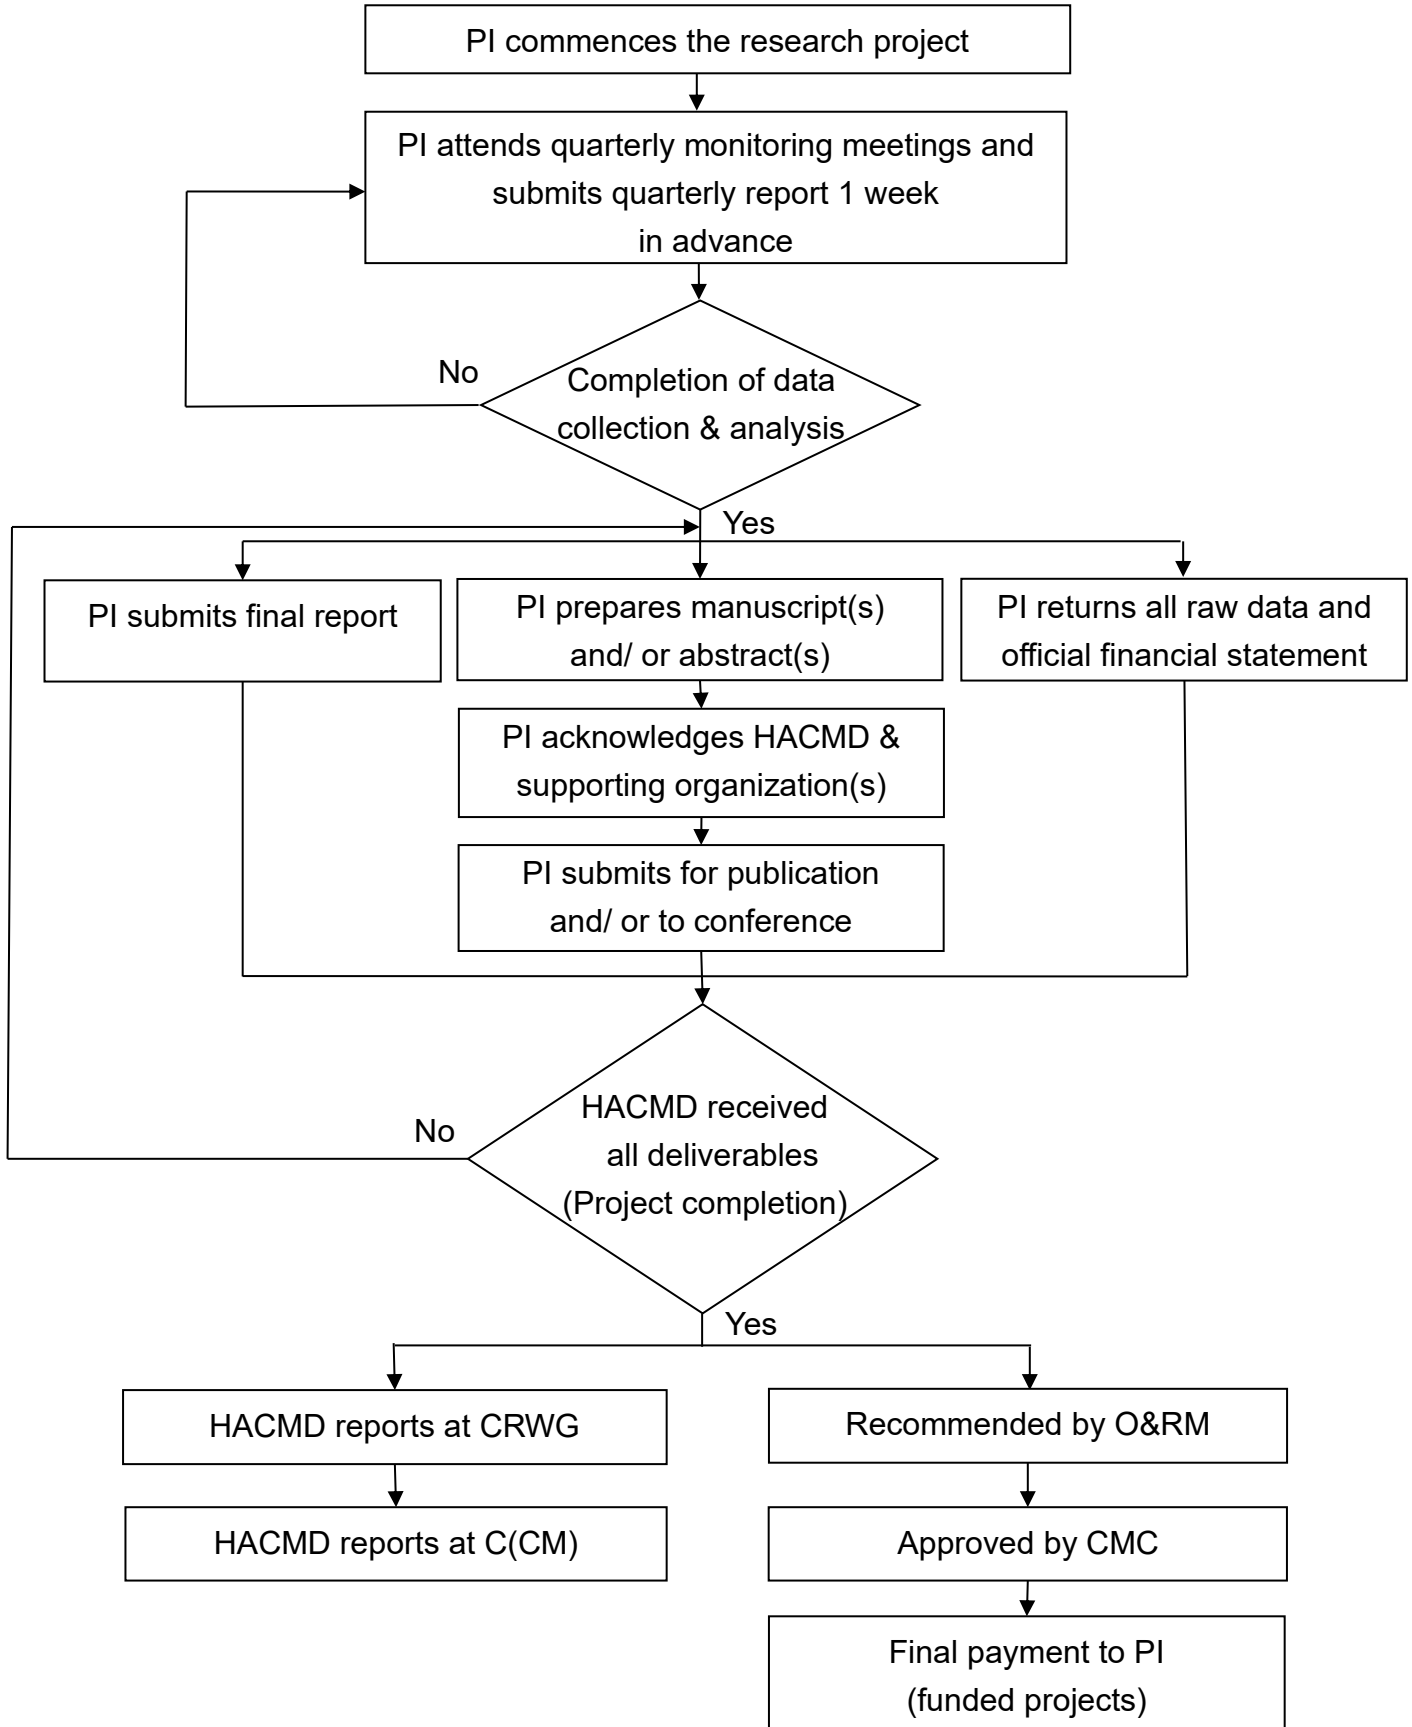 PI commences the research project
PI attends quarterly monitoring meetings and
submits quarterly report 1 week
in advance
No
Completion of data
collection & analysis
Yes
PI submits final report
PI prepares manuscript(s)
and/ or abstract(s)
PI returns all raw data and
official financial statement
PI acknowledges HACMD &
supporting organization(s)
PI submits for publication
and/ or to conference
No
HACMD received
all deliverables
(Project completion)
Yes
HACMD reports at CRWG
Recommended by O&RM
HACMD reports at C(CM)
Approved by CMC
Final payment to PI
(funded projects)